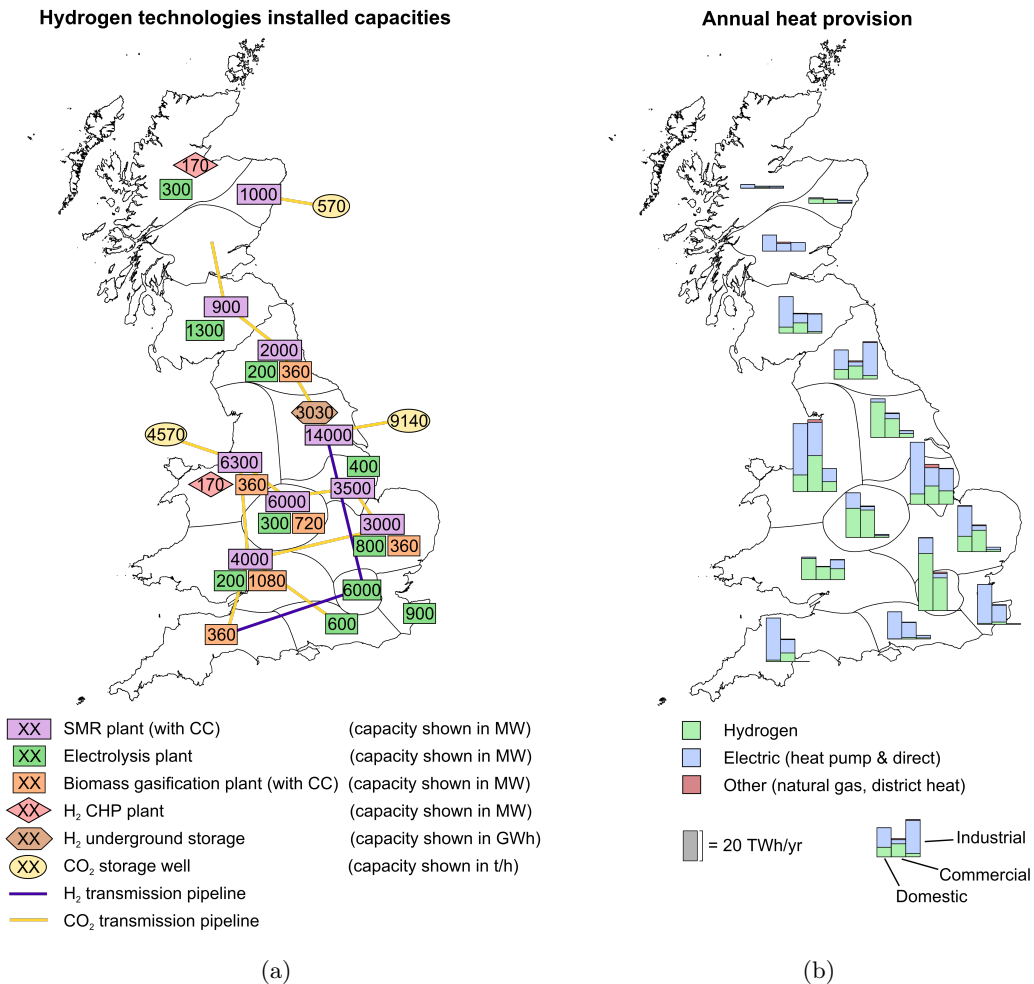 Hydrogen technologies installed capacities
170
300
1000
570
900
1300
2000
200 360
3030
9140
14000
4570
6300
400
170 360
3500
6000
300 720
3000
800 360
4000
200 1080
6000
900
600
360
XX SMR plant (with CC) (capacity shown in MW)
XX Electrolysis plant (capacity shown in MW)
XX Biomass gasification plant (with CC) (capacity shown in MW)
XX H₂ CHP plant (capacity shown in MW)
XX H₂ underground storage (capacity shown in GWh)
XX CO₂ storage well (capacity shown in t/h)
H₂ transmission pipeline
CO₂ transmission pipeline
(a)
Annual heat provision
Hydrogen
Electric (heat pump & direct)
Other (natural gas, district heat)
= 20 TWh/yr
Industrial
Commercial
Domestic
(b)